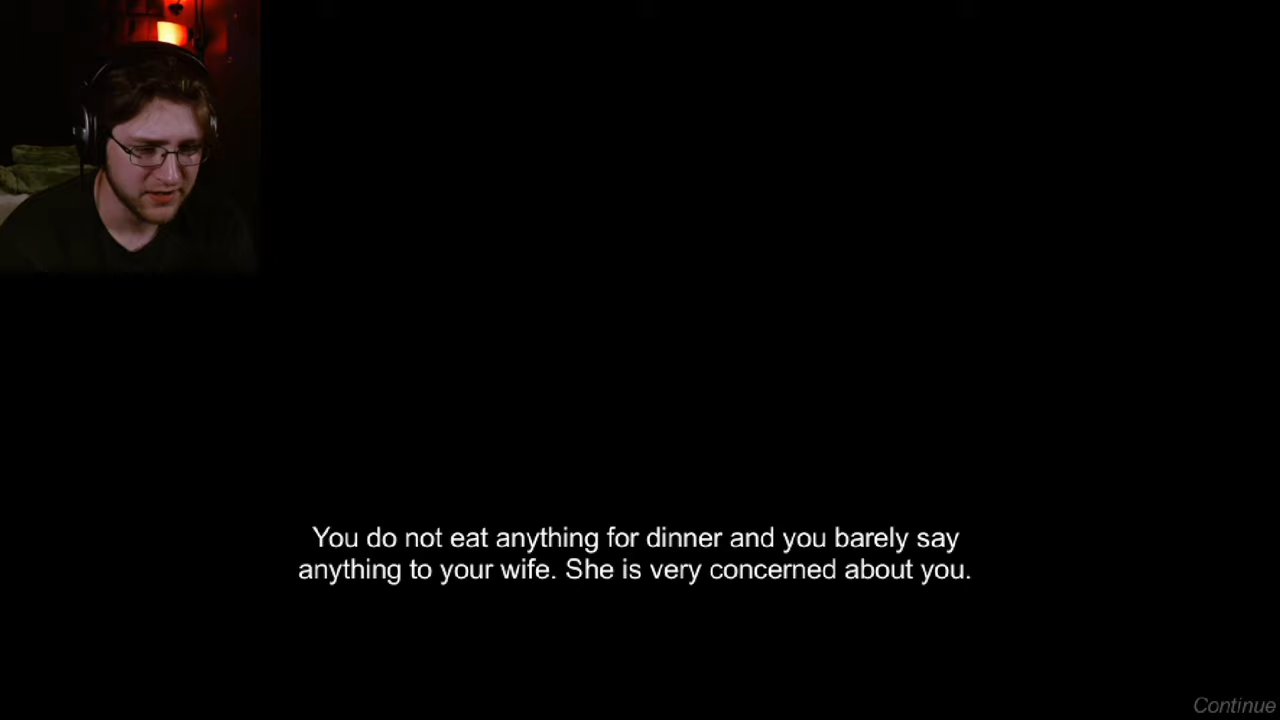 You do not eat anything for dinner and you barely say
anything to your wife. She is very concerned about you.
Continue